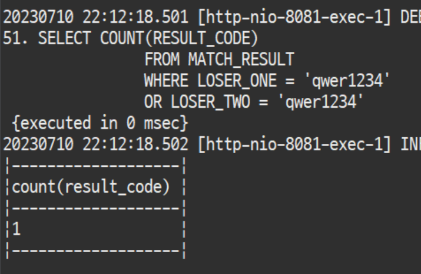 20230710 22:12:18.501 [http-nio-8081-exec-1] DE
51. SELECT COUNT(RESULT_CODE)
FROM MATCH_RESULT
WHERE LOSER_ONE = 'qwer1234'
OR LOSER_TWO = 'qwer1234'
{executed in 0 msec}
20230710 22:12:18.502 [http-nio-8081-exec-1] IN
|-------------------|
|count(result_code) |
|-------------------|
|1 |
|-------------------|